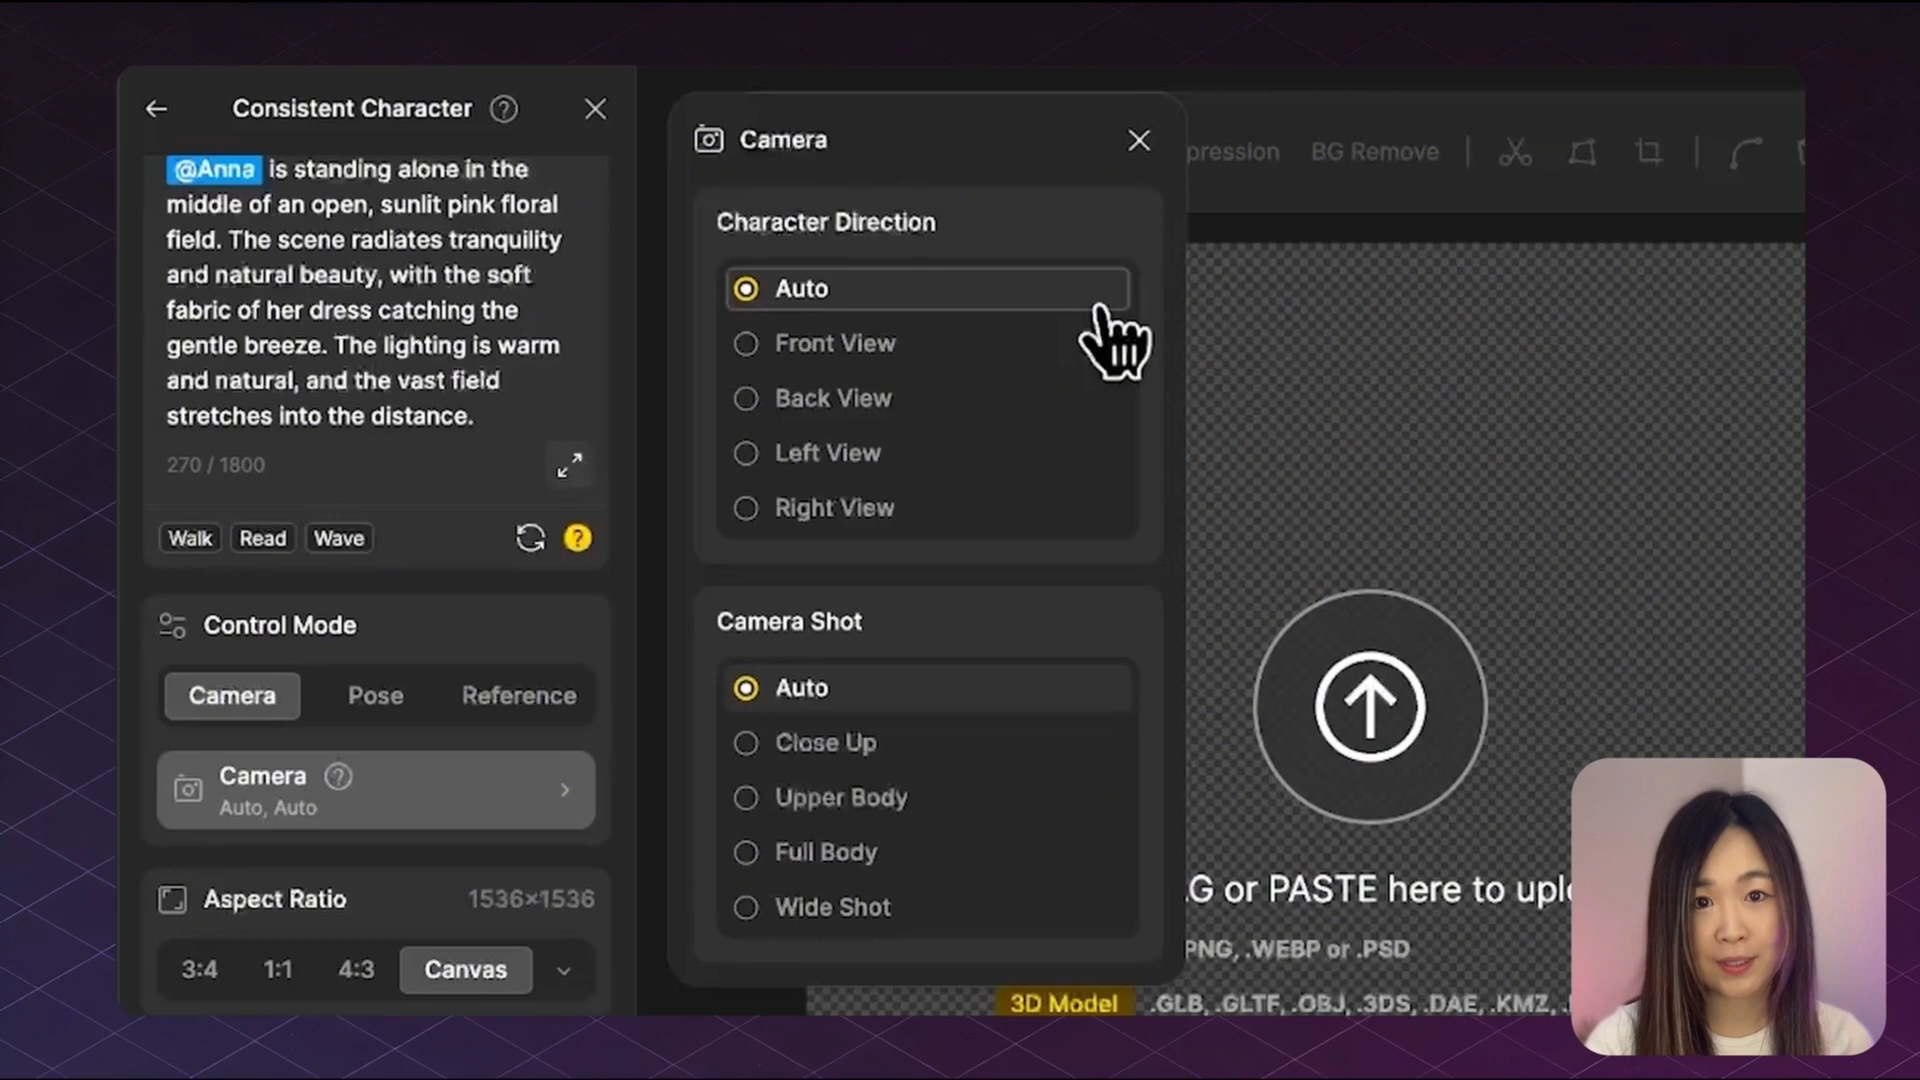 Consistent Character ?
@Anna is standing alone in the
middle of an open, sunlit pink floral
field. The scene radiates tranquility
and natural beauty, with the soft
fabric of her dress catching the
gentle breeze. The lighting is warm
and natural, and the vast field
stretches into the distance.
270 / 1800
Walk Read Wave ?
Control Mode
Camera Pose Reference
Camera ?
Auto, Auto
Aspect Ratio 1536×1536
3:4 1:1 4:3 Canvas
Camera
Character Direction
Auto
Front View
Back View
Left View
Right View
Camera Shot
Auto
Close Up
Upper Body
Full Body
Wide Shot
pression BG Remove
G or PASTE here to uplo
PNG, .WEBP or .PSD
3D Model .GLB, .GLTF, .OBJ, .3DS, .DAE, .KMZ,